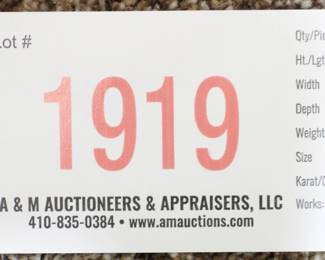 Lot #
1919
A & M AUCTIONEERS & APPRAISERS, LLC
410-835-0384 • www.amauctions.com
Qty/Pie
Ht./Lgt
Width
Depth
Weight
Size
Karat/C
Works: